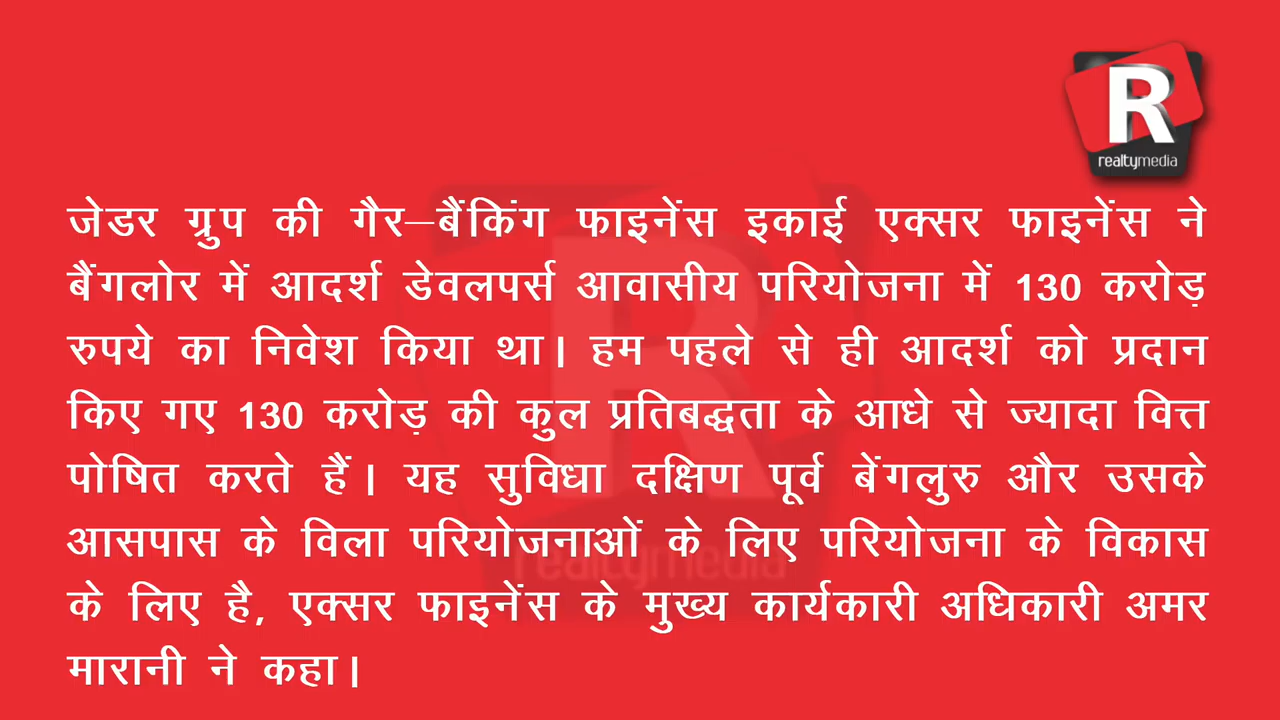 R
realtymedia
जेडर ग्रुप की गैर–बैंकिंग फाइनेंस इकाई एक्सर फाइनेंस ने
बैंगलोर में आदर्श डेवलपर्स आवासीय परियोजना में 130 करोड़
रुपये का निवेश किया था। हम पहले से ही आदर्श को प्रदान
किए गए 130 करोड़ की कुल प्रतिबद्धता के आधे से ज्यादा वित्त
पोषित करते हैं। यह सुविधा दक्षिण पूर्व बेंगलुरु और उसके
आसपास के विला परियोजनाओं के लिए परियोजना के विकास
के लिए है, एक्सर फाइनेंस के मुख्य कार्यकारी अधिकारी अमर
मारानी ने कहा।
R
realtymedia